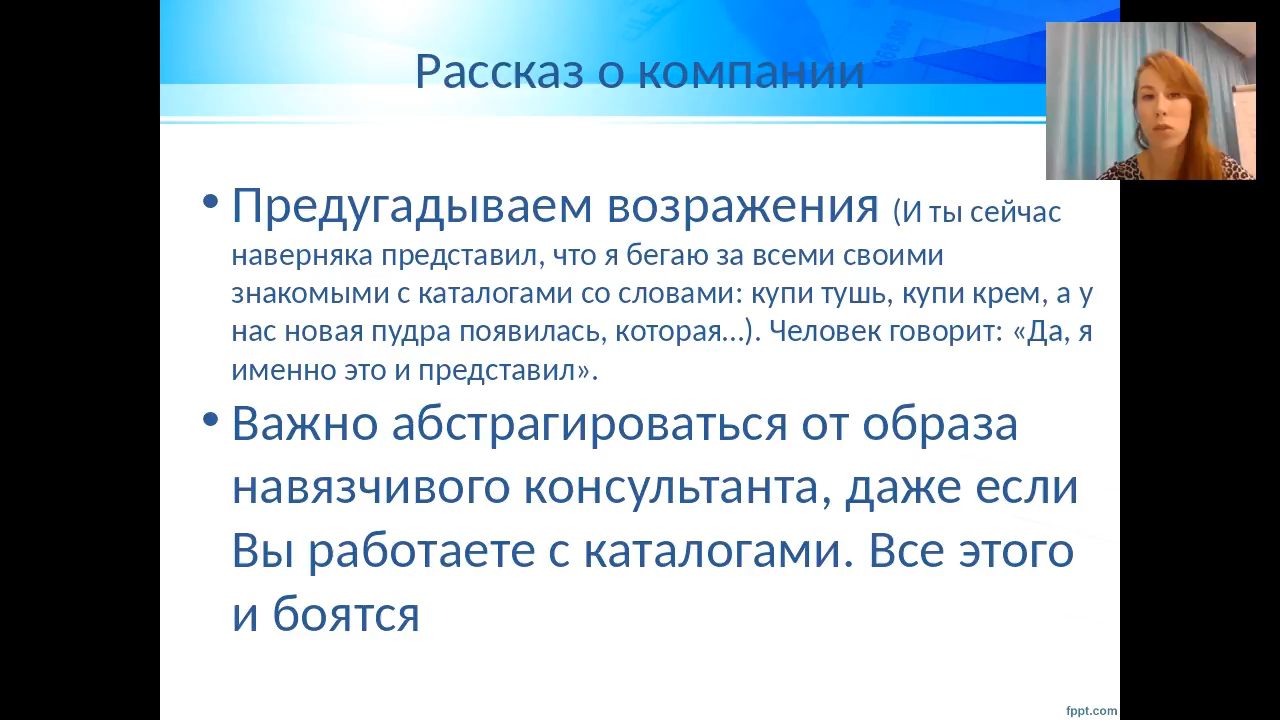 Рассказ о компании
• Предугадываем возражения (И ты сейчас
наверняка представил, что я бегаю за всеми своими
знакомыми с каталогами со словами: купи тушь, купи крем, а у
нас новая пудра появилась, которая…). Человек говорит: «Да, я
именно это и представил».
• Важно абстрагироваться от образа
навязчивого консультанта, даже если
Вы работаете с каталогами. Все этого
и боятся
fppt.com